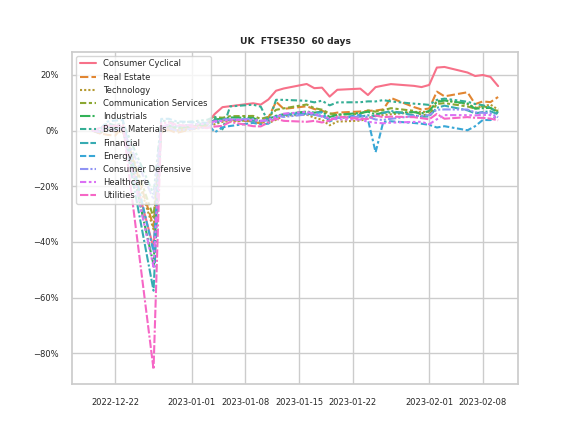 UK FTSE350 60 days
Consumer Cyclical
Real Estate
Technology
Communication Services
Industrials
Basic Materials
Financial
Energy
Consumer Defensive
Healthcare
Utilities
20%
0%
−20%
−40%
−60%
−80%
2022-12-22
2023-01-01
2023-01-08
2023-01-15
2023-01-22
2023-02-01
2023-02-08